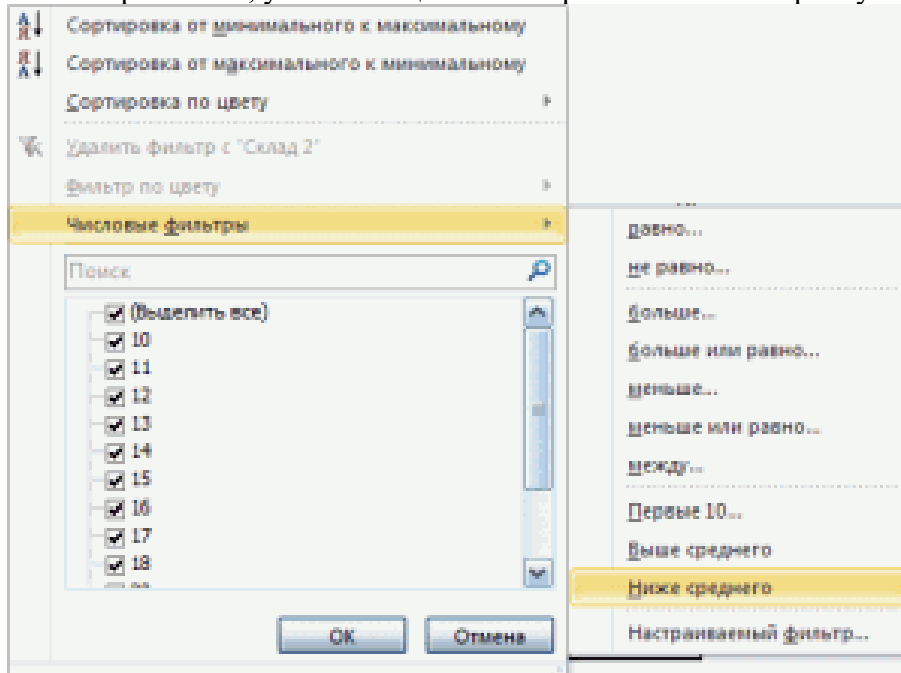 Сортировка от минимального к максимальному
Сортировка от максимального к минимальному
Сортировка по цвету
Удалить фильтр с "Склад 2"
Фильтр по цвету
Числовые фильтры
Поиск
(Выделить все)
10
11
12
13
14
15
16
17
18
ОК
Отмена
равно...
не равно...
больше...
больше или равно...
меньше...
меньше или равно...
между...
Первые 10...
Выше среднего
Ниже среднего
Настраиваемый фильтр...